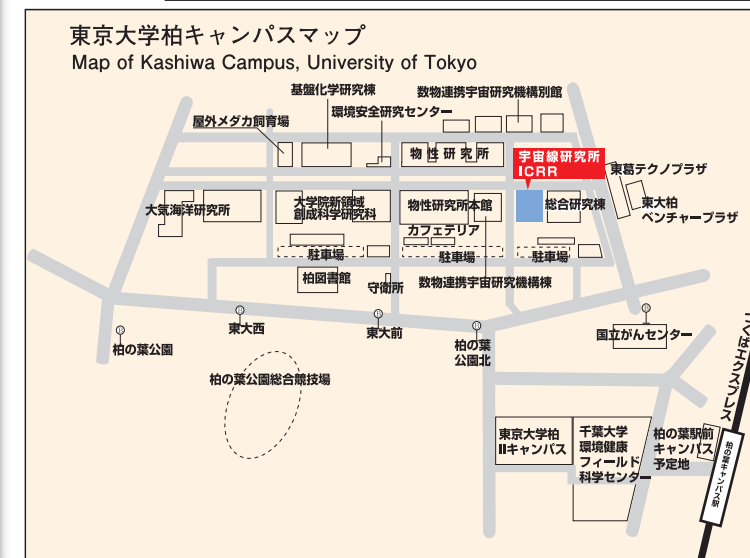 東京大学柏キャンパスマップ
Map of Kashiwa Campus, University of Tokyo
基盤化学研究棟
数物連携宇宙研究機構別館
環境安全研究センター
屋外メダカ飼育場
物性研究所
宇宙線研究所
ICRR
東葛テクノプラザ
大気海洋研究所
大学院新領域
創成科学研究科
物性研究所本館
総合研究棟
東大柏
ベンチャープラザ
カフェテリア
駐車場
駐車場
駐車場
柏図書館
守衛所
数物連携宇宙研究機構棟
東大西
東大前
柏の葉公園
柏の葉
公園北
国立がんセンター
つくばエクスプレス
柏の葉公園総合競技場
東京大学柏
IIキャンパス
千葉大学
環境健康
フィールド
科学センター
柏の葉駅前
キャンパス
予定地
柏の葉キャンパス駅